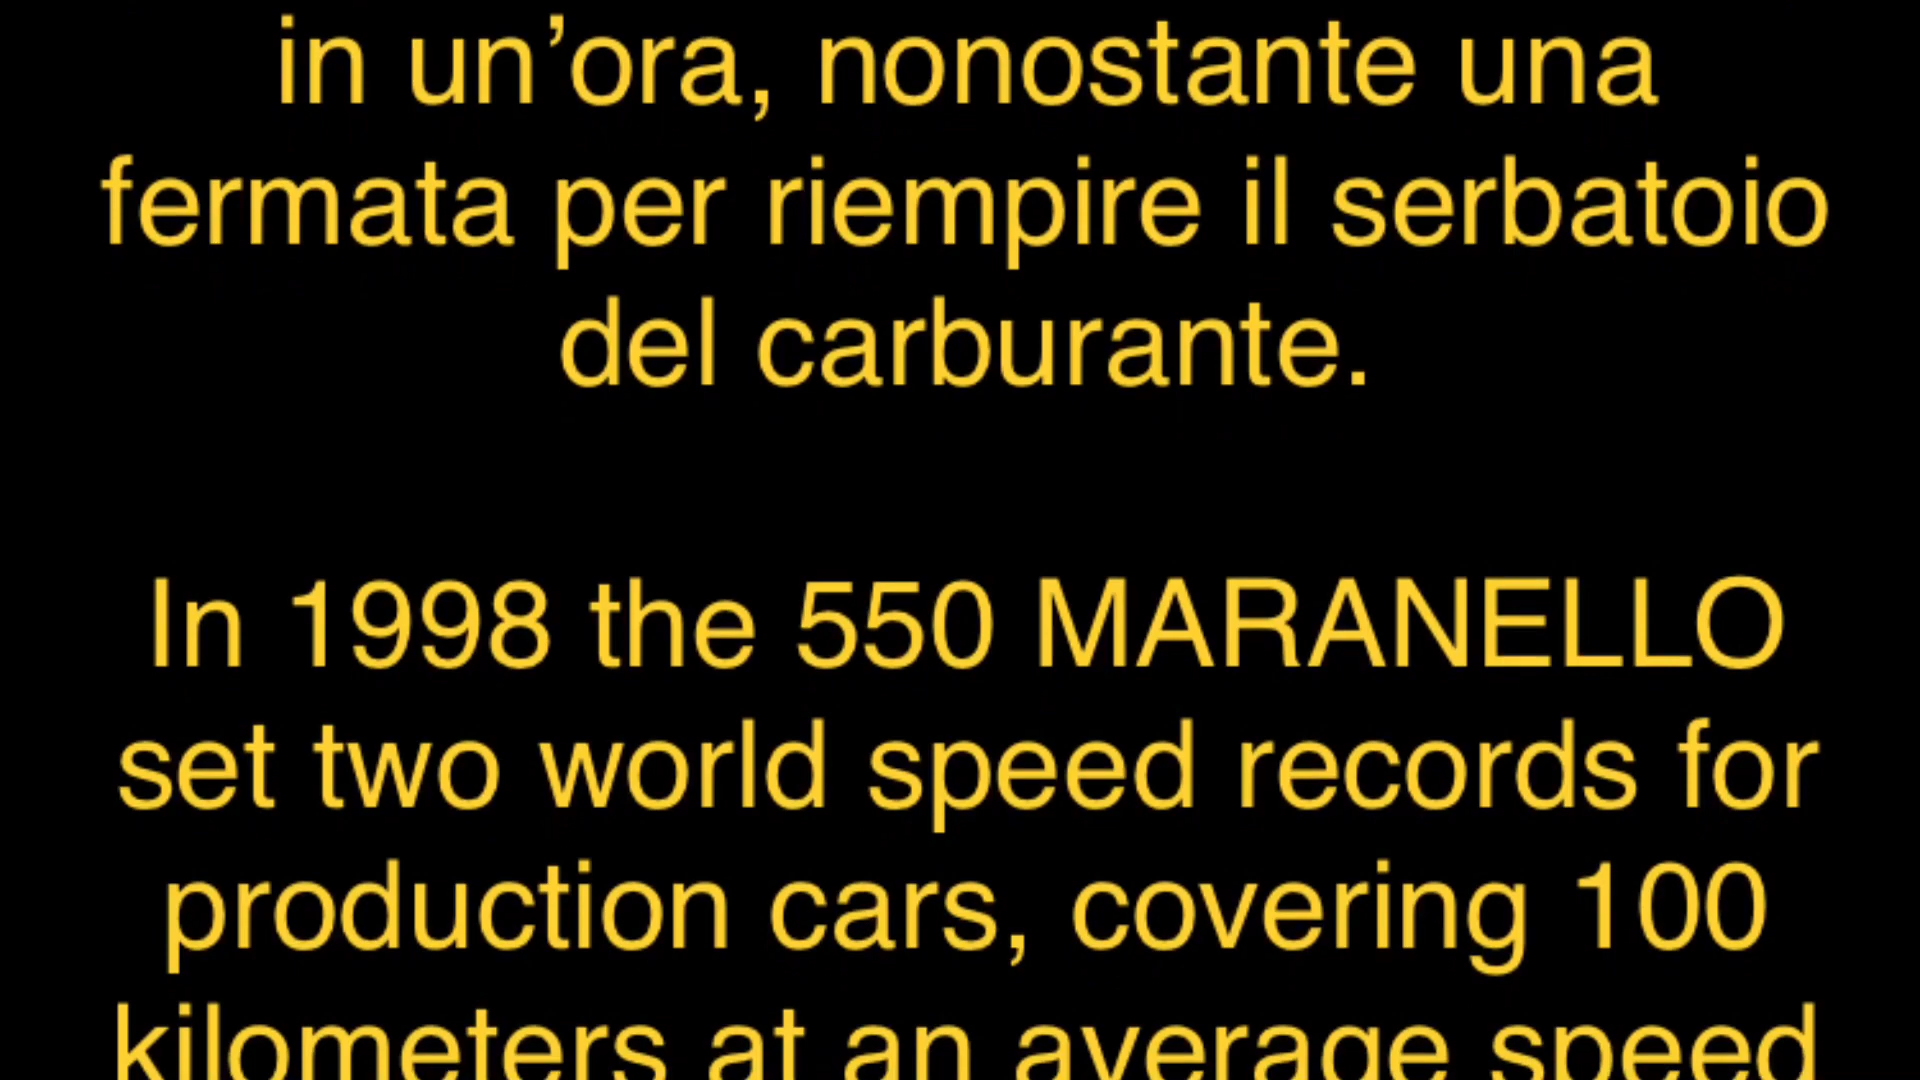 in un’ora, nonostante una
fermata per riempire il serbatoio
del carburante.
In 1998 the 550 MARANELLO
set two world speed records for
production cars, covering 100
kilometers at an average speed